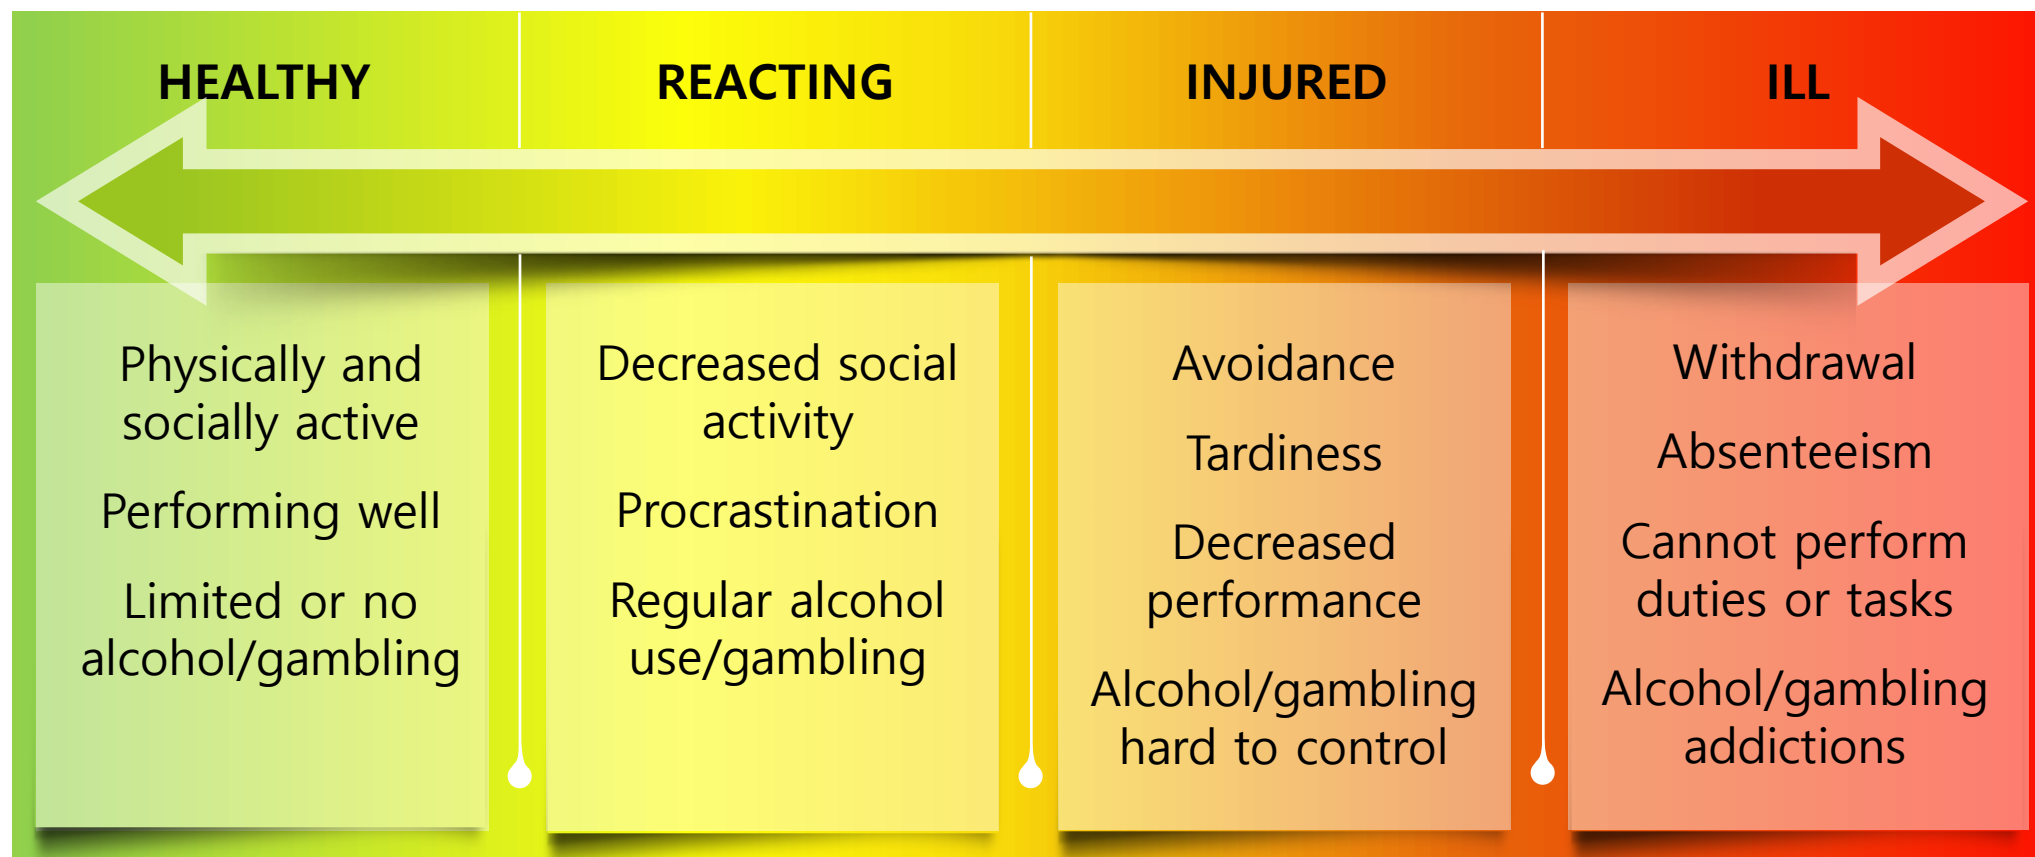 HEALTHY
REACTING
INJURED
ILL
Physically and
socially active
Performing well
Limited or no
alcohol/gambling
Decreased social
activity
Procrastination
Regular alcohol
use/gambling
Avoidance
Tardiness
Decreased
performance
Alcohol/gambling
hard to control
Withdrawal
Absenteeism
Cannot perform
duties or tasks
Alcohol/gambling
addictions